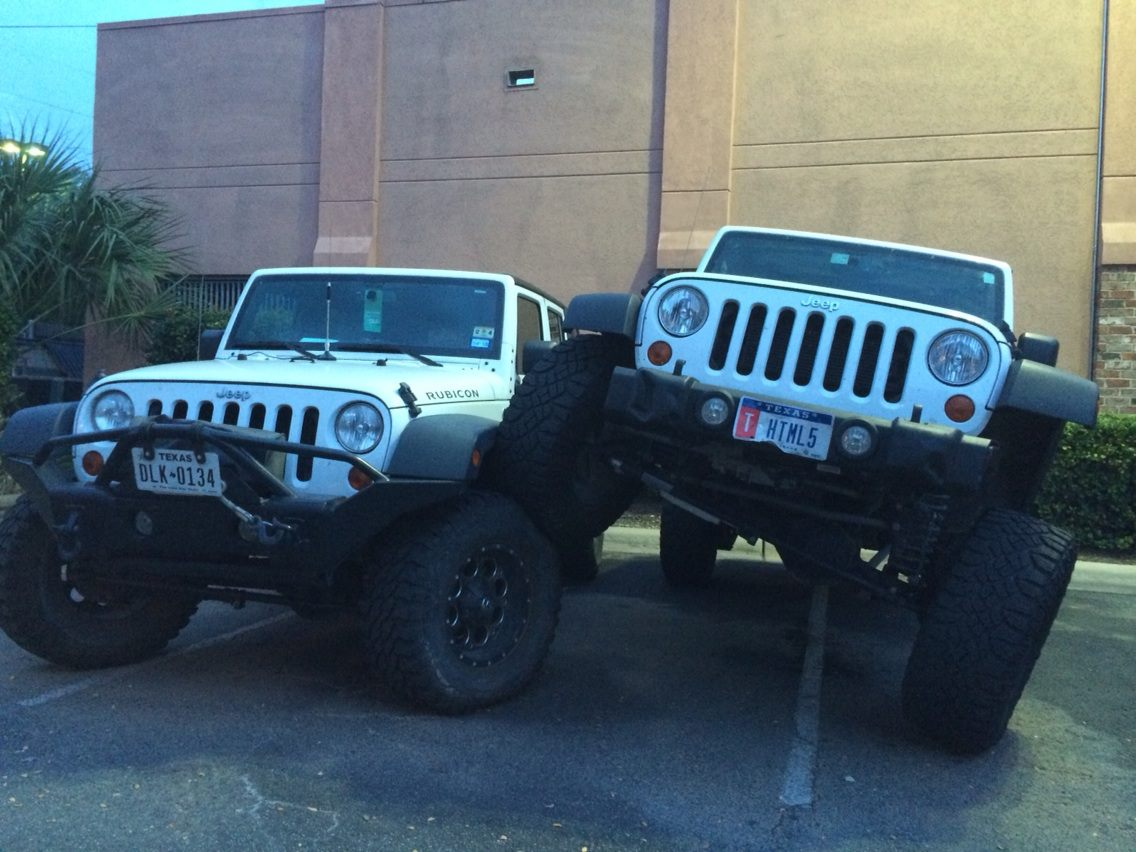 Jeep
RUBICON
TEXAS
DLK*0134
Jeep
TEXAS
T HTML5